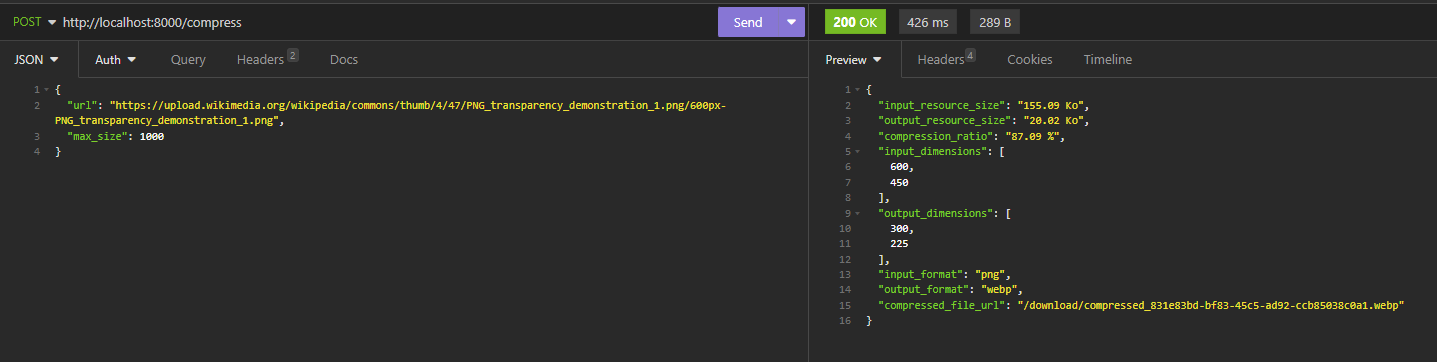 POST http://localhost:8000/compress Send
JSON Auth Query Headers 2 Docs
1 {
2 "url": "https://upload.wikimedia.org/wikipedia/commons/thumb/4/47/PNG_transparency_demonstration_1.png/600px-
PNG_transparency_demonstration_1.png",
3 "max_size": 1000
4 }
200 OK 426 ms 289 B
Preview Headers 4 Cookies Timeline
1 {
2 "input_resource_size": "155.09 Ko",
3 "output_resource_size": "20.02 Ko",
4 "compression_ratio": "87.09 %",
5 "input_dimensions": [
6 600,
7 450
8 ],
9 "output_dimensions": [
10 300,
11 225
12 ],
13 "input_format": "png",
14 "output_format": "webp",
15 "compressed_file_url": "/download/compressed_831e83bd-bf83-45c5-ad92-ccb85038c0a1.webp"
16 }